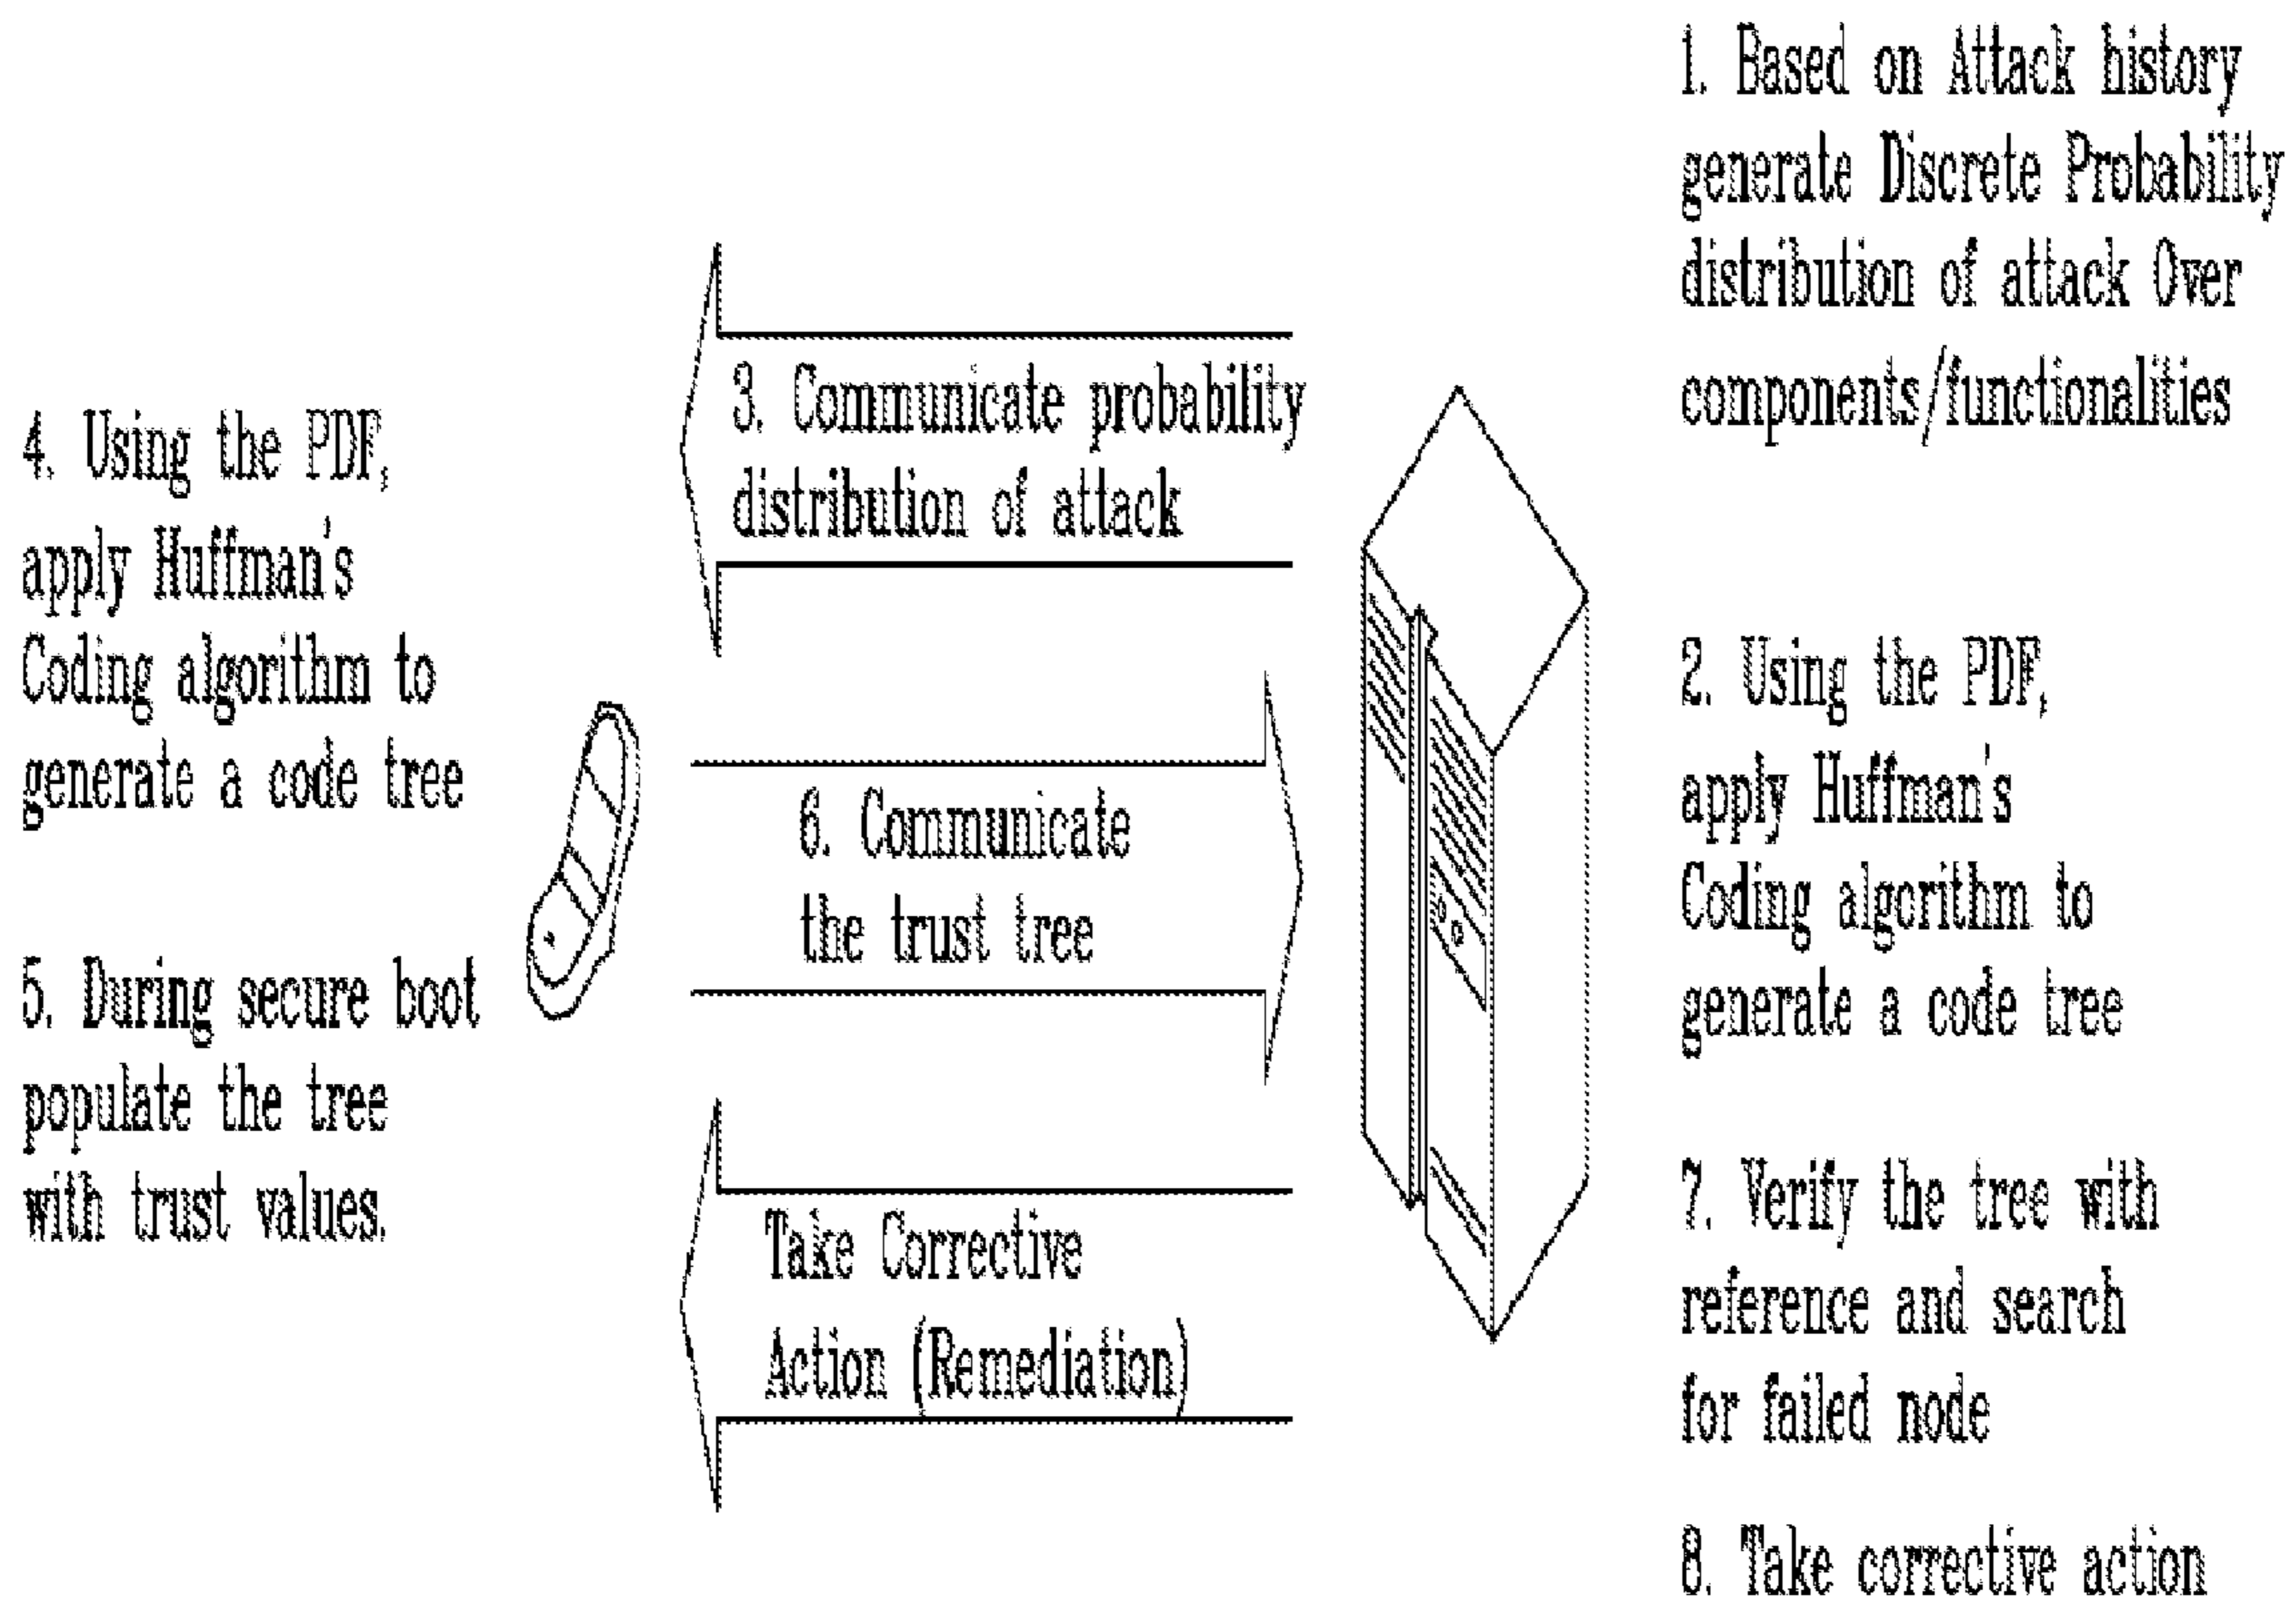 1. Based on Attack history
generate Discrete Probability
distribution of attack Over
components/functionalities
2. Using the PDF,
apply Huffman's
Coding algorithm to
generate a code tree
3. Communicate probability
distribution of attack
4. Using the PDF,
apply Huffman's
Coding algorithm to
generate a code tree
5. During secure boot
populate the tree
with trust values.
6. Communicate
the trust tree
7. Verify the tree with
reference and search
for failed node
Take Corrective
Action (Remediation)
8. Take corrective action